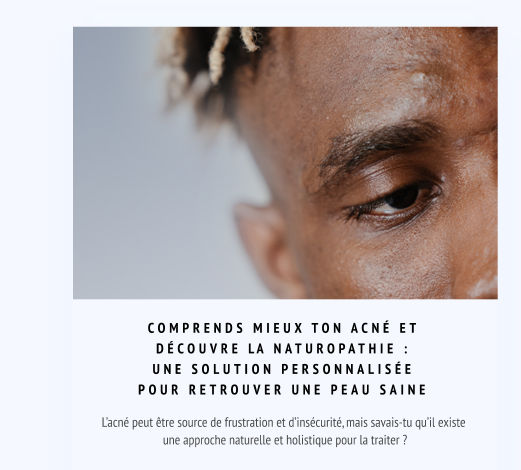 COMPRENDS MIEUX TON ACNÉ ET
DÉCOUVRE LA NATUROPATHIE :
UNE SOLUTION PERSONNALISÉE
POUR RETROUVER UNE PEAU SAINE
L'acné peut être source de frustration et d'insécurité, mais savais-tu qu'il existe
une approche naturelle et holistique pour la traiter ?